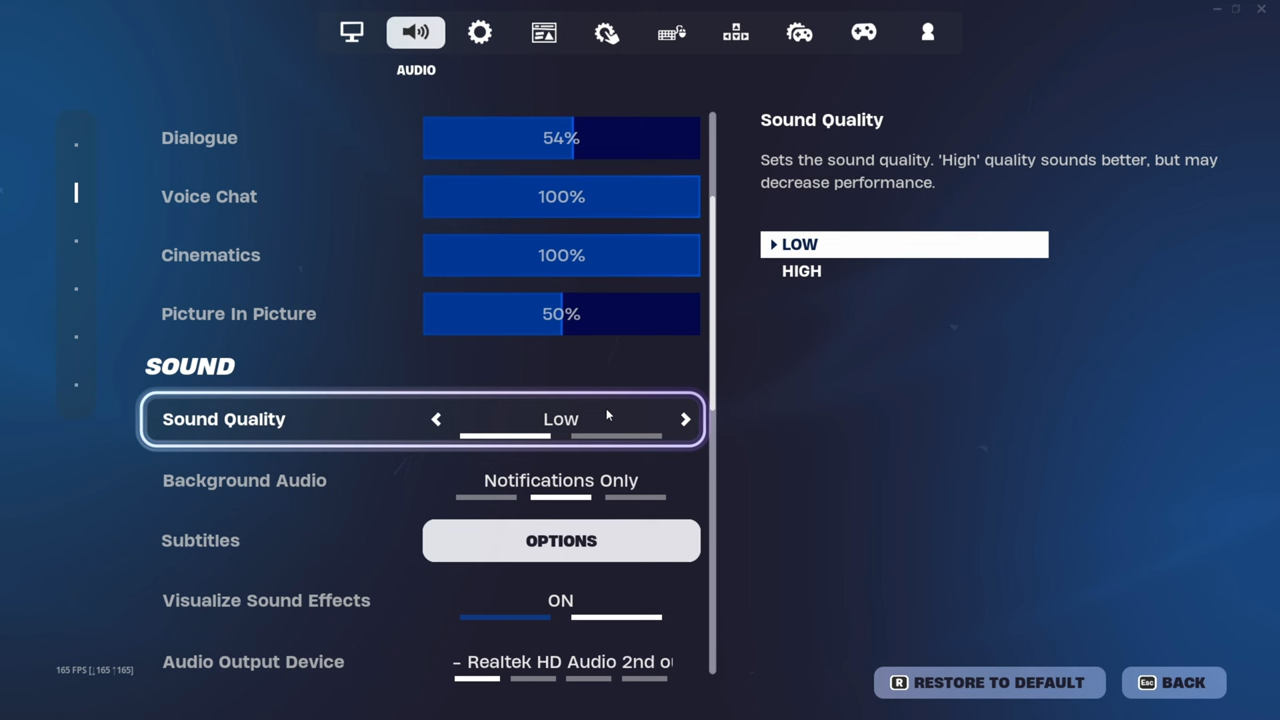 AUDIO
Dialogue 54%
Voice Chat 100%
Cinematics 100%
Picture In Picture 50%
SOUND
Sound Quality Low
Background Audio Notifications Only
Subtitles OPTIONS
Visualize Sound Effects ON
Audio Output Device - Realtek HD Audio 2nd o
Sound Quality
Sets the sound quality. 'High' quality sounds better, but may
decrease performance.
LOW
HIGH
165 FPS [↓165 ↑165]
R RESTORE TO DEFAULT
Esc BACK